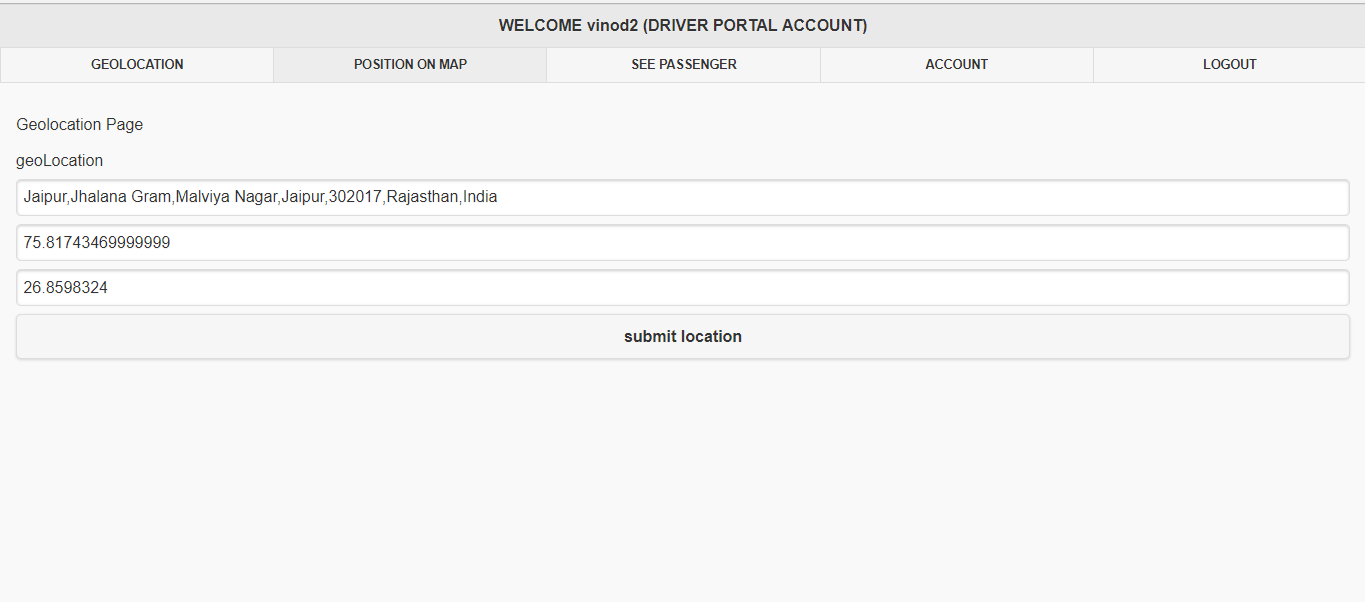 WELCOME vinod2 (DRIVER PORTAL ACCOUNT)
GEOLOCATION POSITION ON MAP SEE PASSENGER ACCOUNT LOGOUT
Geolocation Page
geoLocation
Jaipur,Jhalana Gram,Malviya Nagar,Jaipur,302017,Rajasthan,India
75.81743469999999
26.8598324
submit location